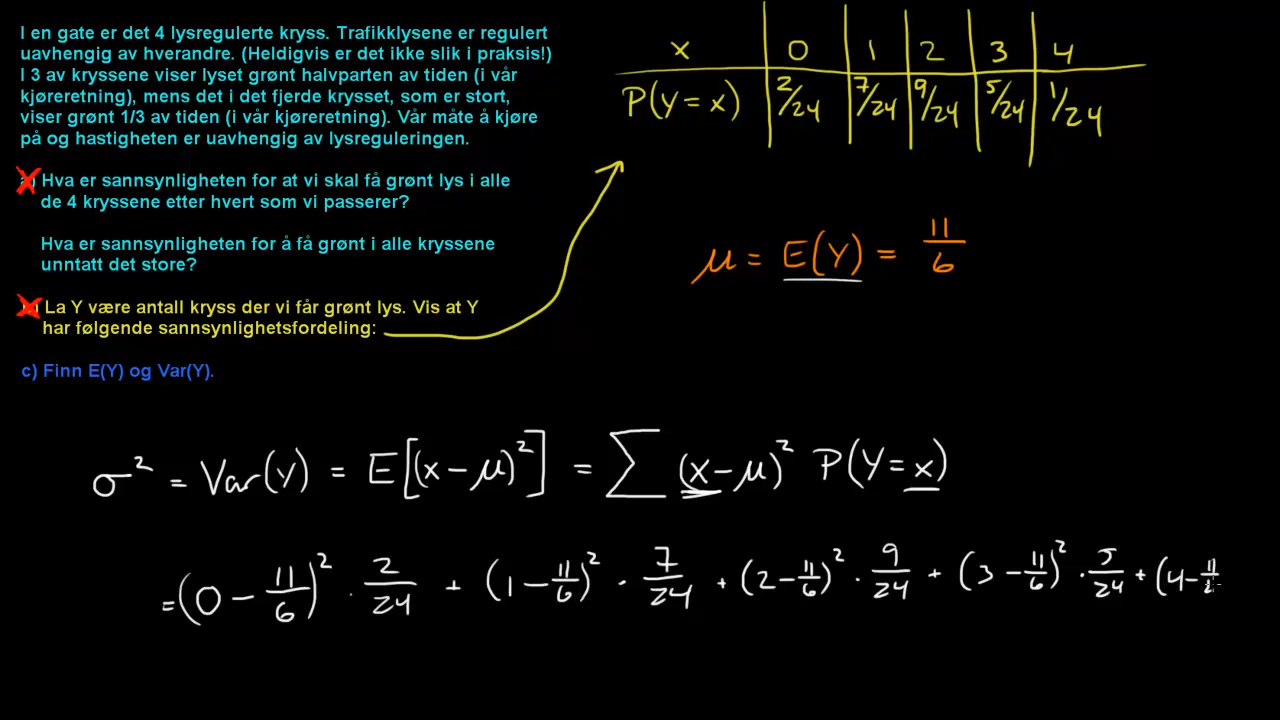 I en gate er det 4 lysregulerte kryss. Trafikklysene er regulert
uavhengig av hverandre. (Heldigvis er det ikke slik i praksis!)
I 3 av kryssene viser lyset grønt halvparten av tiden (i vår
kjøreretning), mens det i det fjerde krysset, som er stort,
viser grønt 1/3 av tiden (i vår kjøreretning). Vår måte å kjøre
på og hastigheten er uavhengig av lysreguleringen.
Hva er sannsynligheten for at vi skal få grønt lys i alle
de 4 kryssene etter hvert som vi passerer?
Hva er sannsynligheten for å få grønt i alle kryssene
unntatt det store?
La Y være antall kryss der vi får grønt lys. Vis at Y
har følgende sannsynlighetsfordeling:
c) Finn E(Y) og Var(Y).
x 0 1 2 3 4
P(Y=x) 2/24 7/24 9/24 5/24 1/24
μ = E(Y) = 11/6
σ² = Var(Y) = E[(x-μ)²] = ∑ (x-μ)² P(Y=x)
=(0 - 11/6)² · 2/24 + (1 - 11/6)² · 7/24 + (2 - 11/6)² · 9/24 + (3 - 11/6)² · 5/24 + (4 - 11